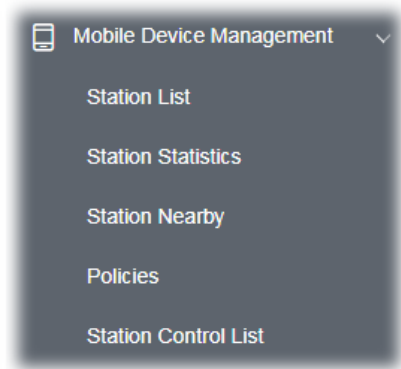 Mobile Device Management
Station List
Station Statistics
Station Nearby
Policies
Station Control List